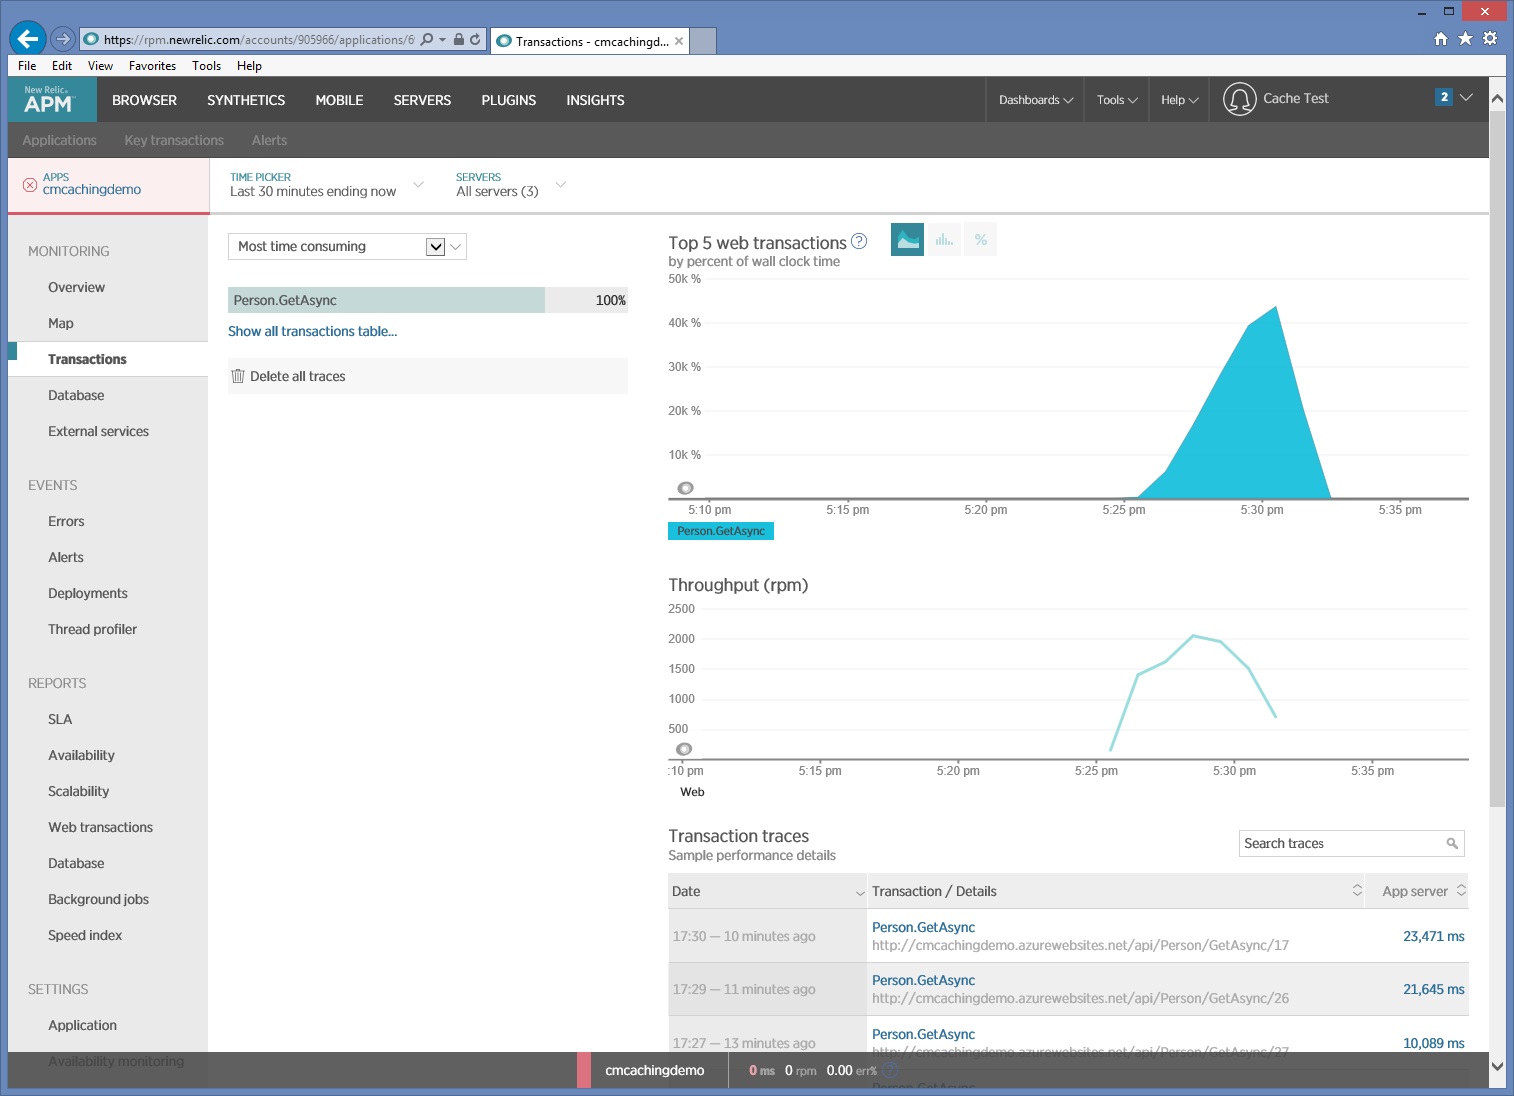 https://rpm.newrelic.com/accounts/905966/applications/6
Transactions - cmcachingd...
File Edit View Favorites Tools Help
New Relic®
APM™
BROWSER SYNTHETICS MOBILE SERVERS PLUGINS INSIGHTS
Dashboards Tools Help Cache Test 2
Applications Key transactions Alerts
APPS
cmcachingdemo
TIME PICKER
Last 30 minutes ending now
SERVERS
All servers (3)
MONITORING
Overview
Map
Transactions
Database
External services
EVENTS
Errors
Alerts
Deployments
Thread profiler
REPORTS
SLA
Availability
Scalability
Web transactions
Database
Background jobs
Speed index
SETTINGS
Application
Availability monitoring
Most time consuming
Person.GetAsync 100%
Show all transactions table...
Delete all traces
Top 5 web transactions ?
by percent of wall clock time
%
50k %
40k %
30k %
20k %
10k %
5:10 pm 5:15 pm 5:20 pm 5:25 pm 5:30 pm 5:35 pm
Person.GetAsync
Throughput (rpm)
2500
2000
1500
1000
500
:10 pm 5:15 pm 5:20 pm 5:25 pm 5:30 pm 5:35 pm
Web
Transaction traces
Sample performance details
Search traces
Date Transaction / Details App server
17:30 — 10 minutes ago
Person.GetAsync
http://cmcachingdemo.azurewebsites.net/api/Person/GetAsync/17
23,471 ms
17:29 — 11 minutes ago
Person.GetAsync
http://cmcachingdemo.azurewebsites.net/api/Person/GetAsync/26
21,645 ms
17:27 — 13 minutes ago
Person.GetAsync
http://cmcachingdemo.azurewebsites.net/api/Person/GetAsync/27
10,089 ms
cmcachingdemo 0 ms 0 rpm 0.00 err% ?
Person.GetAsync